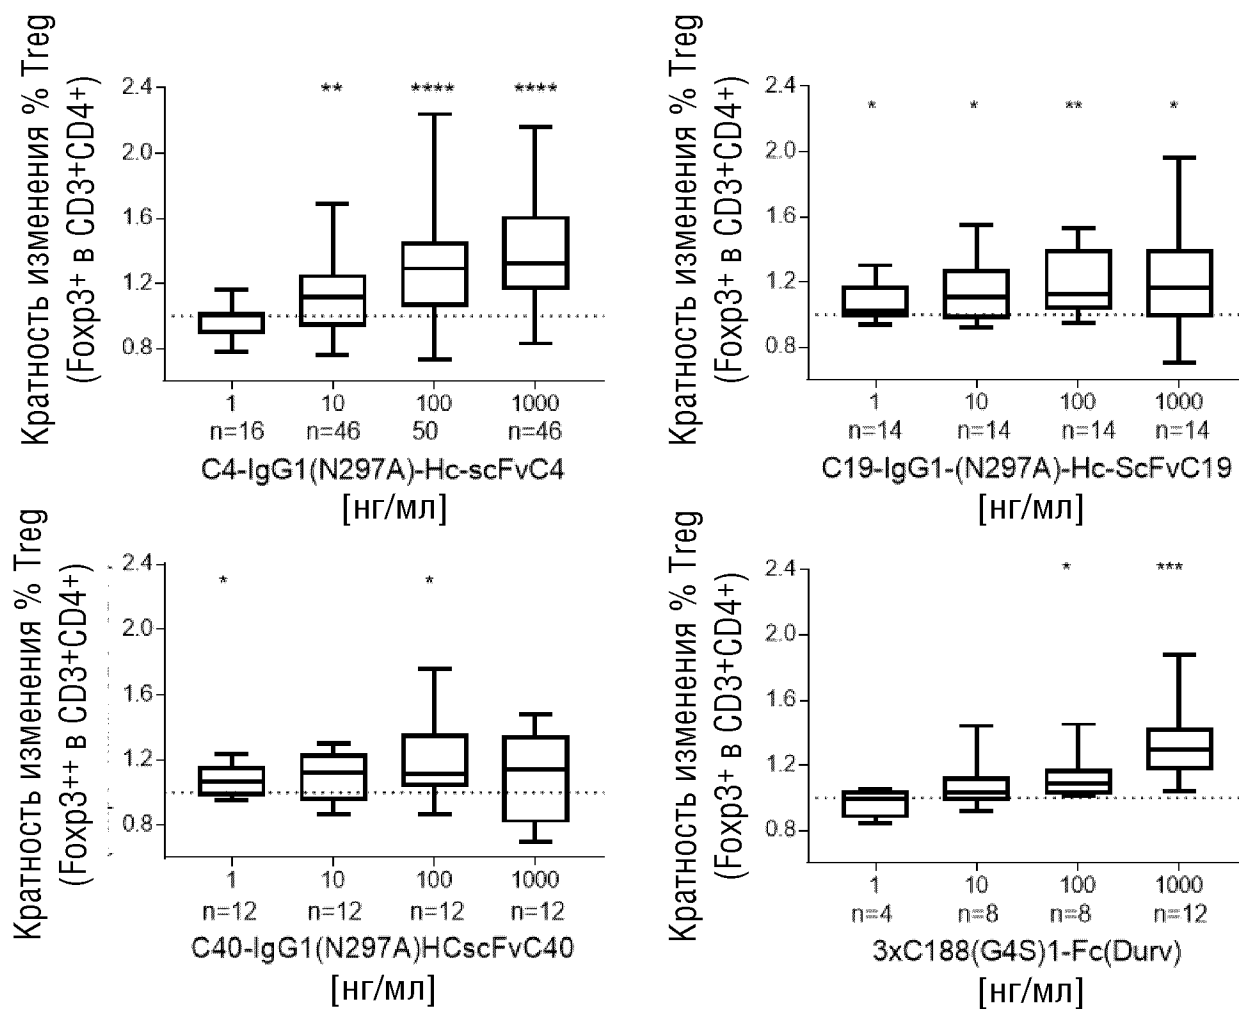 Кратность изменения % Treg
(Foxp3+ в CD3+CD4+)
2.4
2.0
1.6
1.2
0.8
** **** ****
1 10 100 1000
n=16 n=46 50 n=46
C4-IgG1(N297A)-Hc-scFvC4
[нг/мл]
Кратность изменения % Treg
(Foxp3+ в CD3+CD4+)
2.4
2.0
1.6
1.2
0.8
* * ** *
1 10 100 1000
n=14 n=14 n=14 n=14
C19-IgG1-(N297A)-Hc-ScFvC19
[нг/мл]
Кратность изменения % Treg
(Foxp3++ в CD3+CD4+)
2.4
2.0
1.6
1.2
0.8
* *
1 10 100 1000
n=12 n=12 n=12 n=12
C40-IgG1(N297A)HCscFvC40
[нг/мл]
Кратность изменения % Treg
(Foxp3+ в CD3+CD4+)
2.4
2.0
1.6
1.2
0.8
* ***
1 10 100 1000
n=4 n=8 n=8 n=12
3xC188(G4S)1-Fc(Durv)
[нг/мл]